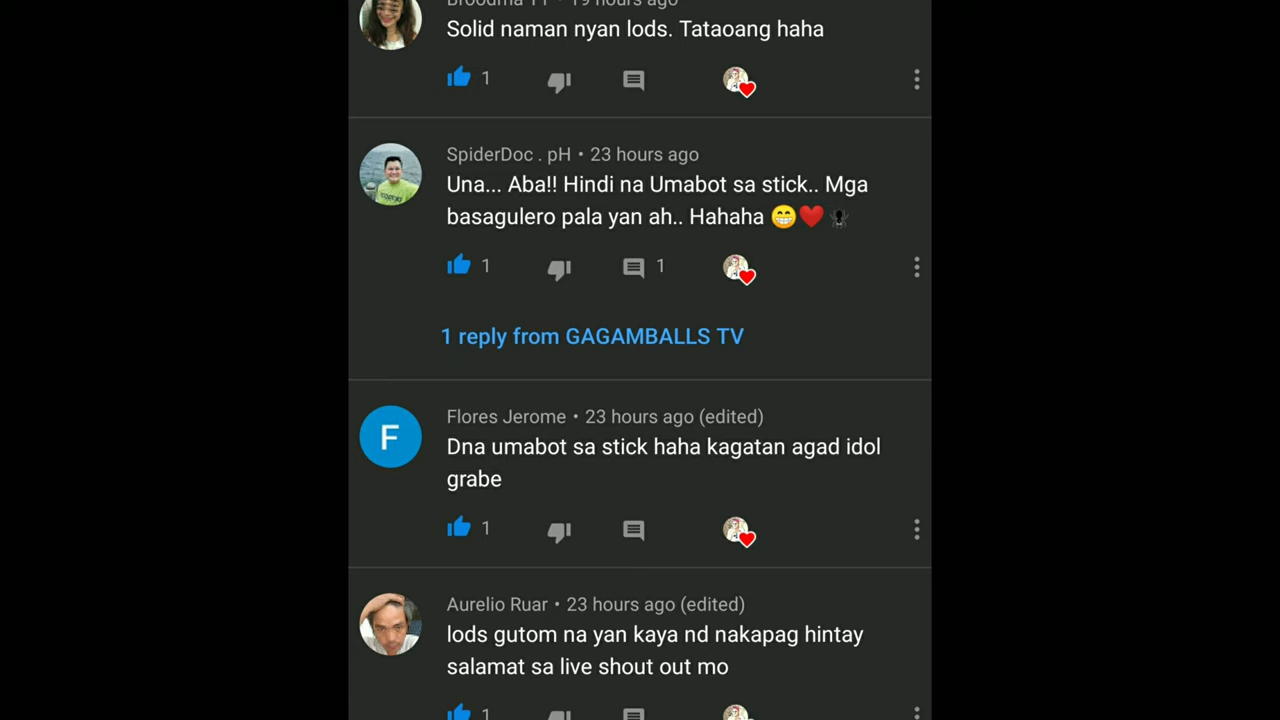 19 hours ago
Solid naman nyan lods. Tataoang haha
1
SpiderDoc . pH • 23 hours ago
Una... Aba!! Hindi na Umabot sa stick.. Mga
basagulero pala yan ah.. Hahaha 😁❤️🕷
1 1
1 reply from GAGAMBALLS TV
F
Flores Jerome • 23 hours ago (edited)
Dna umabot sa stick haha kagatan agad idol
grabe
1
Aurelio Ruar • 23 hours ago (edited)
lods gutom na yan kaya nd nakapag hintay
salamat sa live shout out mo
1